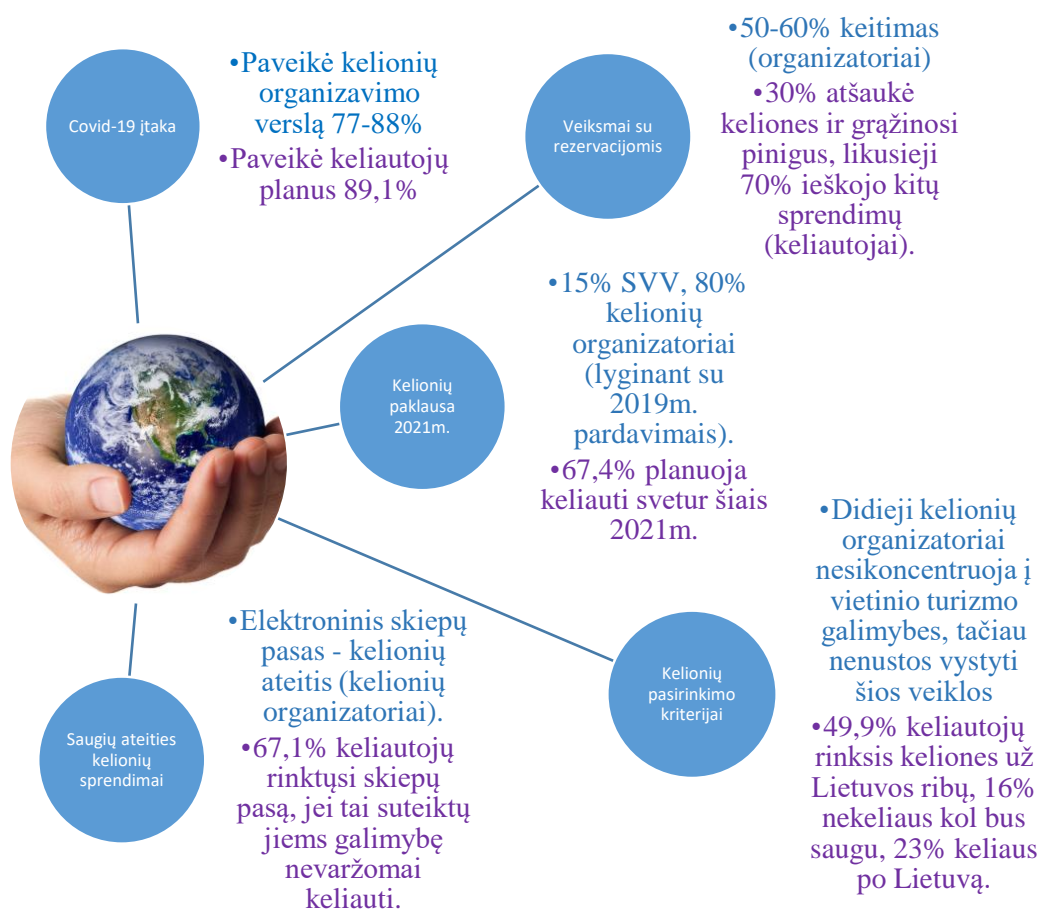 Covid-19 įtaka
•Paveikė kelionių
organizavimo
verslą 77-88%
•Paveikė keliautojų
planus 89,1%
Veiksmai su
rezervacijomis
•50-60% keitimas
(organizatoriai)
•30% atšaukė
keliones ir grąžinosi
pinigus, likusieji
70% ieškojo kitų
sprendimų
(keliautojai).
Kelionių
paklausa
2021m.
•15% SVV, 80%
kelionių
organizatoriai
(lyginant su
2019m.
pardavimais).
•67,4% planuoja
keliauti svetur šiais
2021m.
Kelionių
pasirinkimo
kriterijai
•Didieji kelionių
organizatoriai
nesikoncentruoja į
vietinio turizmo
galimybes, tačiau
nenustos vystyti
šios veiklos
•49,9% keliautojų
rinksis keliones už
Lietuvos ribų, 16%
nekeliaus kol bus
saugu, 23% keliaus
po Lietuvą.
Saugių ateities
kelionių
sprendimai
•Elektroninis skiepų
pasas - kelionių
ateitis (kelionių
organizatoriai).
•67,1% keliautojų
rinktųsi skiepų
pasą, jei tai suteiktų
jiems galimybę
nevaržomai
keliauti.